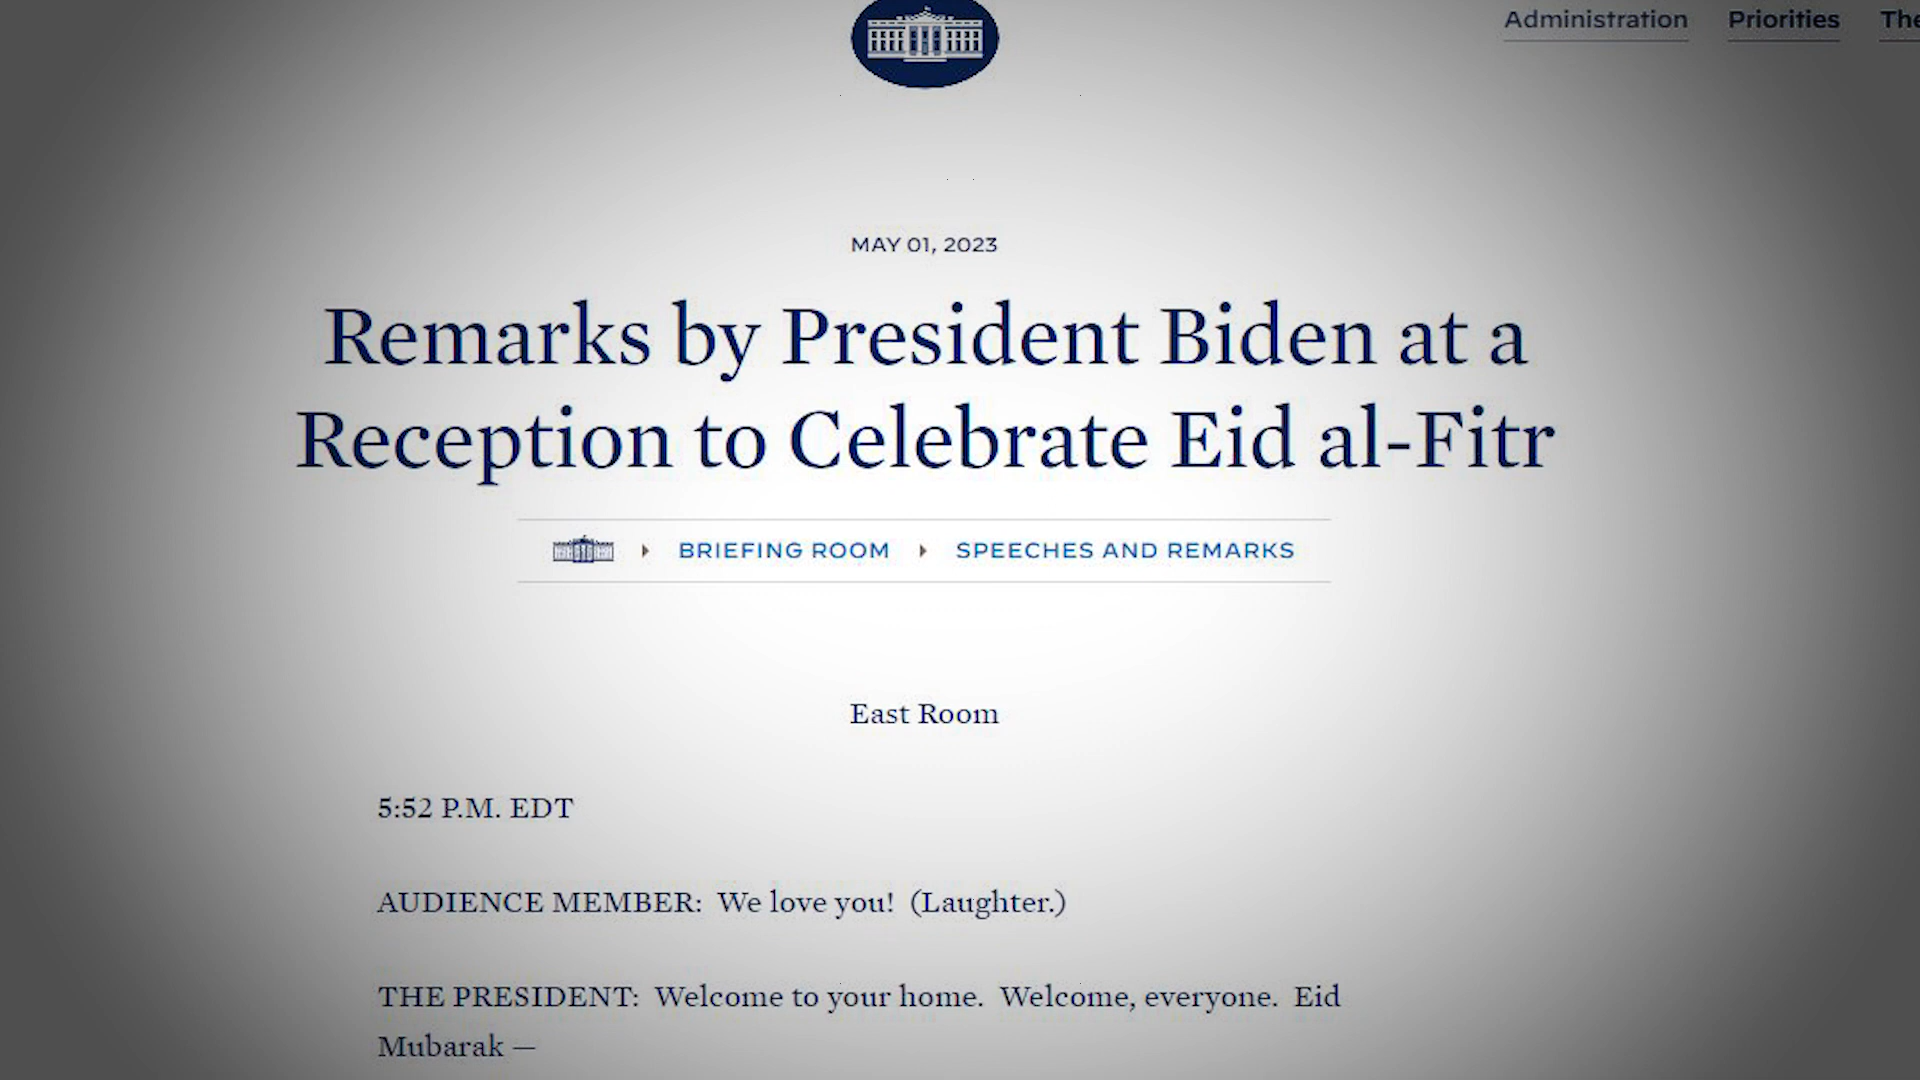 Administration Priorities The
MAY 01, 2023
Remarks by President Biden at a
Reception to Celebrate Eid al-Fitr
BRIEFING ROOM SPEECHES AND REMARKS
East Room
5:52 P.M. EDT
AUDIENCE MEMBER: We love you! (Laughter.)
THE PRESIDENT: Welcome to your home. Welcome, everyone. Eid
Mubarak —